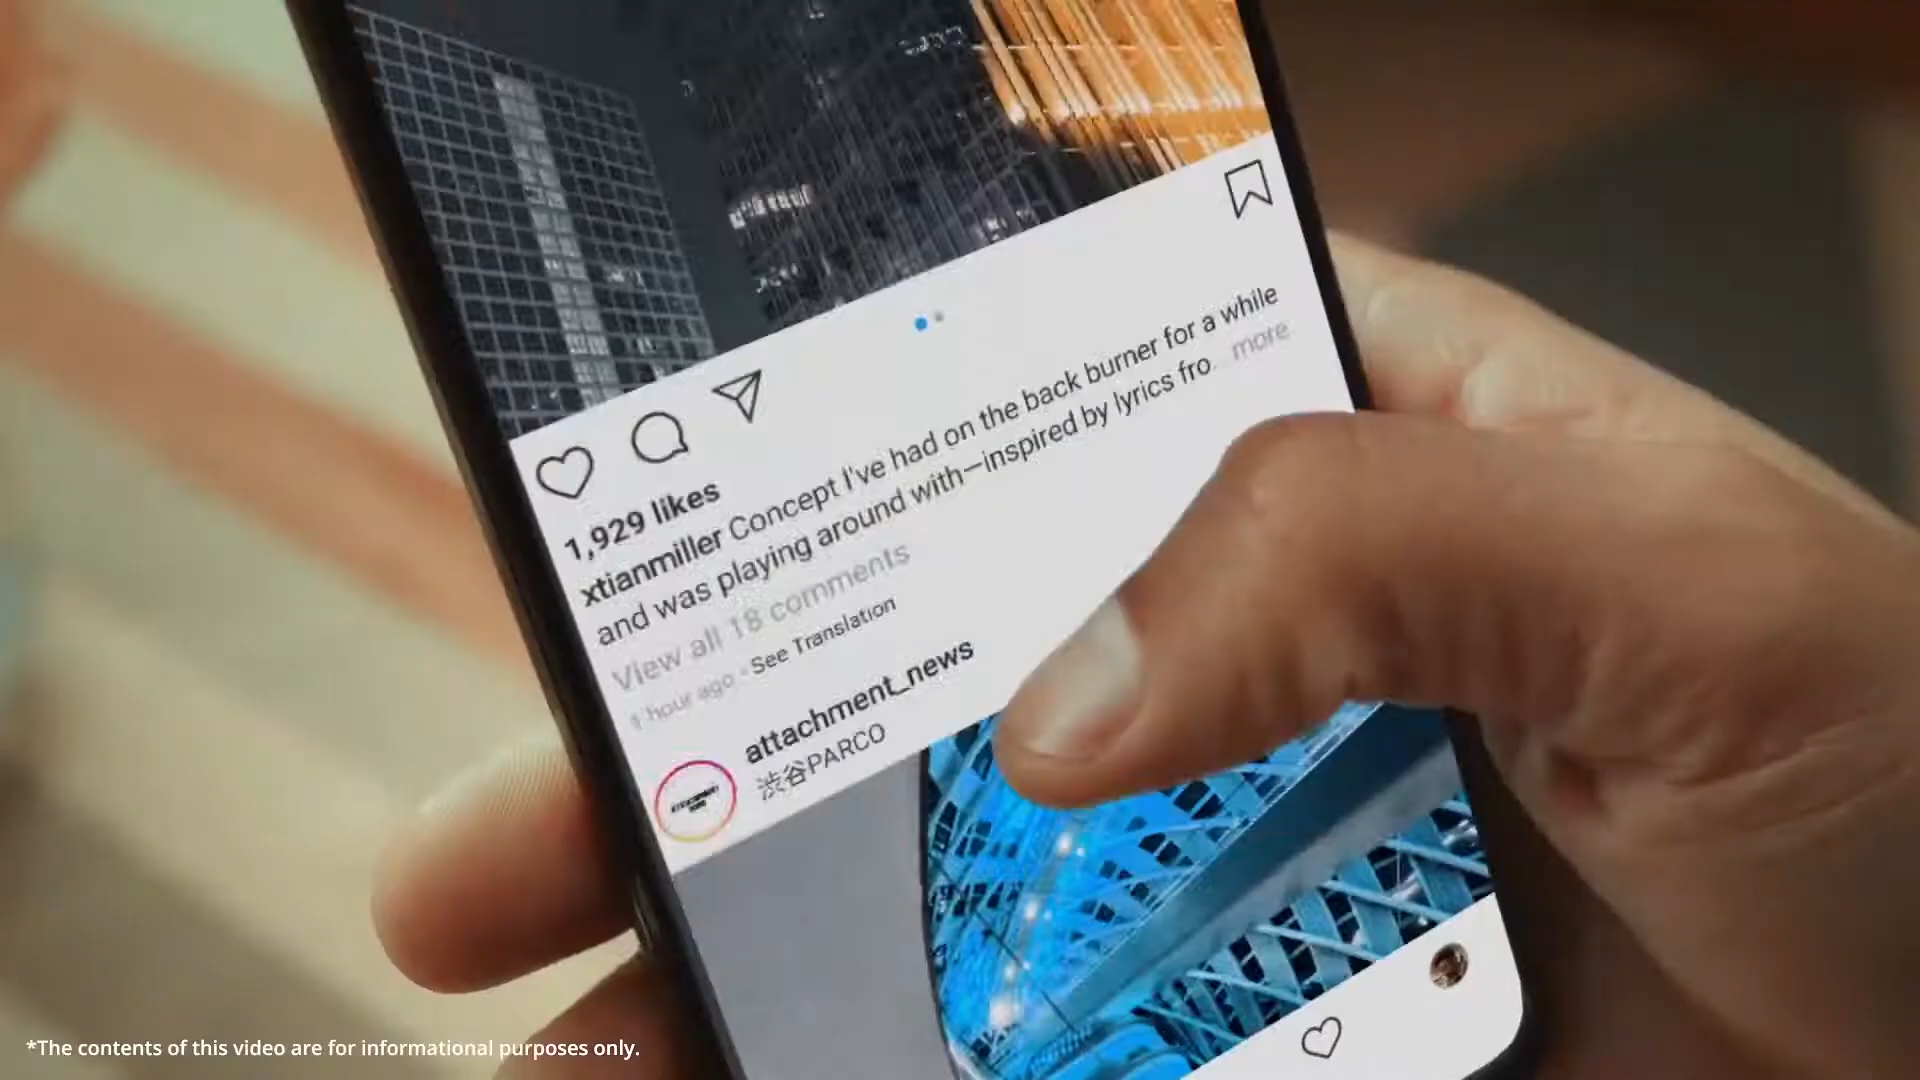 1,929 likes
xtianmiller Concept I've had on the back burner for a while
and was playing around with—inspired by lyrics fro... more
View all 18 comments
1 hour ago · See Translation
attachment_news
渋谷PARCO
*The contents of this video are for informational purposes only.